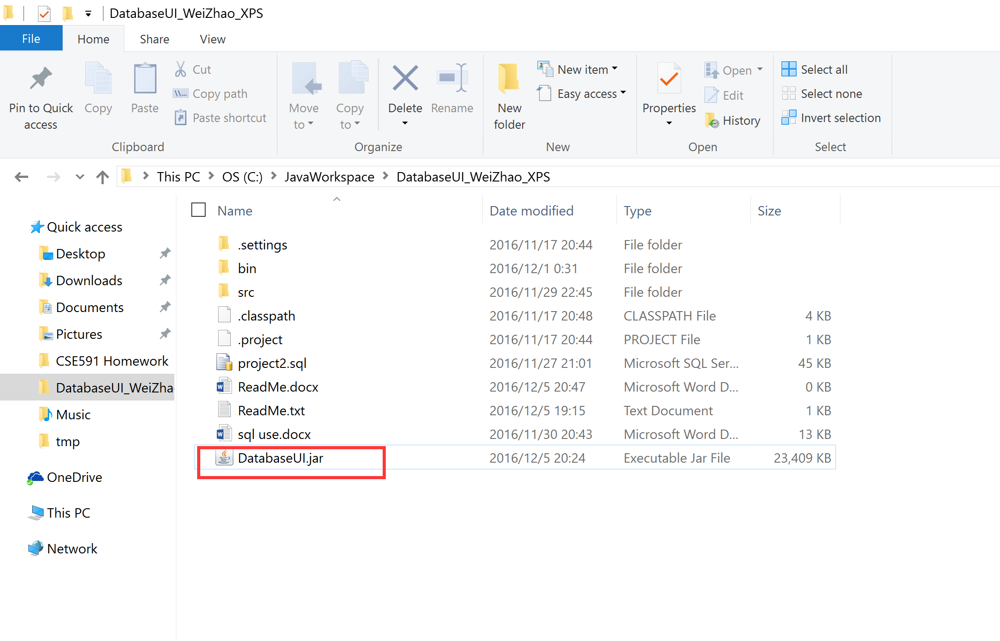 DatabaseUI_WeiZhao_XPS
File Home Share View
Pin to Quick access
Copy
Paste
Cut
Copy path
Paste shortcut
Clipboard
Move to
Copy to
Delete
Rename
Organize
New folder
New item
Easy access
New
Properties
Open
Edit
History
Open
Select all
Select none
Invert selection
Select
This PC OS (C:) JavaWorkspace DatabaseUI_WeiZhao_XPS
Quick access
Desktop
Downloads
Documents
Pictures
CSE591 Homework
DatabaseUI_WeiZha
Music
tmp
OneDrive
This PC
Network
Name Date modified Type Size
.settings 2016/11/17 20:44 File folder
bin 2016/12/1 0:31 File folder
src 2016/11/29 22:45 File folder
.classpath 2016/11/17 20:48 CLASSPATH File 4 KB
.project 2016/11/17 20:44 PROJECT File 1 KB
project2.sql 2016/11/27 21:01 Microsoft SQL Ser... 45 KB
ReadMe.docx 2016/12/5 20:47 Microsoft Word D... 0 KB
ReadMe.txt 2016/12/5 19:15 Text Document 1 KB
sql use.docx 2016/11/30 20:43 Microsoft Word D... 13 KB
DatabaseUI.jar 2016/12/5 20:24 Executable Jar File 23,409 KB